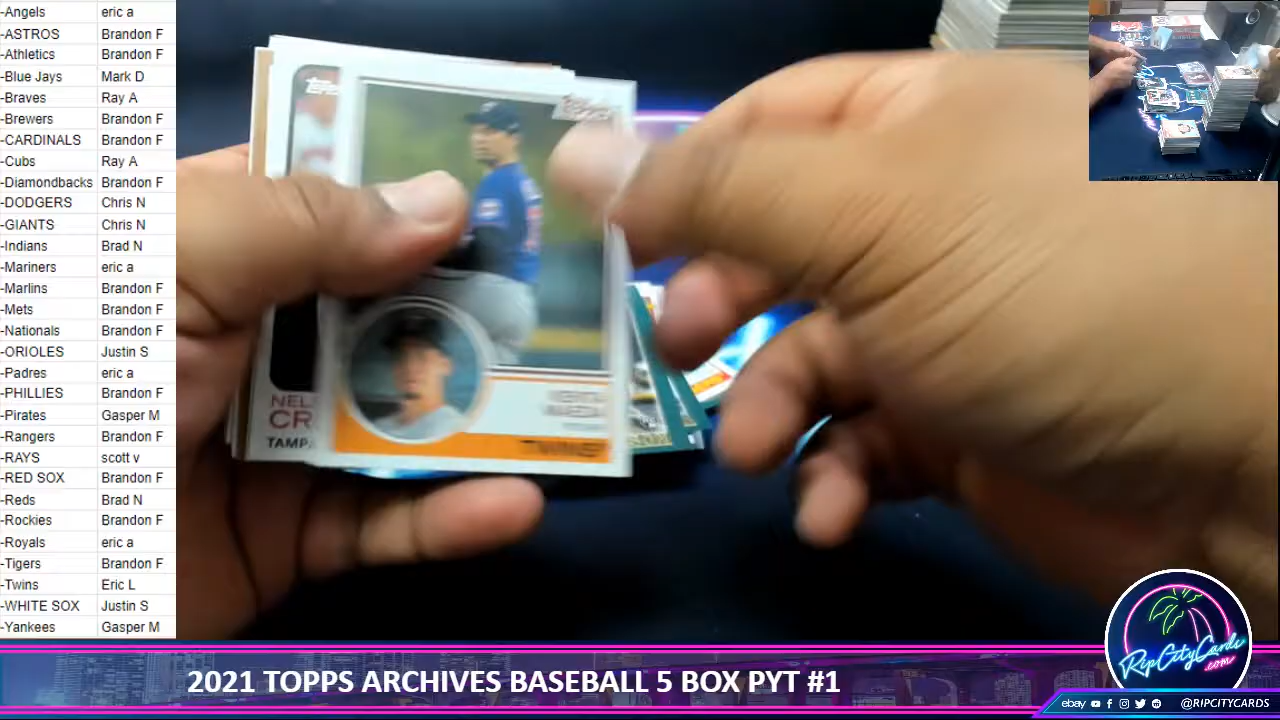 -Angels eric a
-ASTROS Brandon F
-Athletics Brandon F
-Blue Jays Mark D
-Braves Ray A
-Brewers Brandon F
-CARDINALS Brandon F
-Cubs Ray A
-Diamondbacks Brandon F
-DODGERS Chris N
-GIANTS Chris N
-Indians Brad N
-Mariners eric a
-Marlins Brandon F
-Mets Brandon F
-Nationals Brandon F
-ORIOLES Justin S
-Padres eric a
-PHILLIES Brandon F
-Pirates Gasper M
-Rangers Brandon F
-RAYS scott v
-RED SOX Brandon F
-Reds Brad N
-Rockies Brandon F
-Royals eric a
-Tigers Brandon F
-Twins Eric L
-WHITE SOX Justin S
-Yankees Gasper M
Topps
Topps
NEL
CR
TAMP
TWINS
2021 TOPPS ARCHIVES BASEBALL 5 BOX PYT #1
RipCityCards
.com
ebay @RIPCITYCARDS